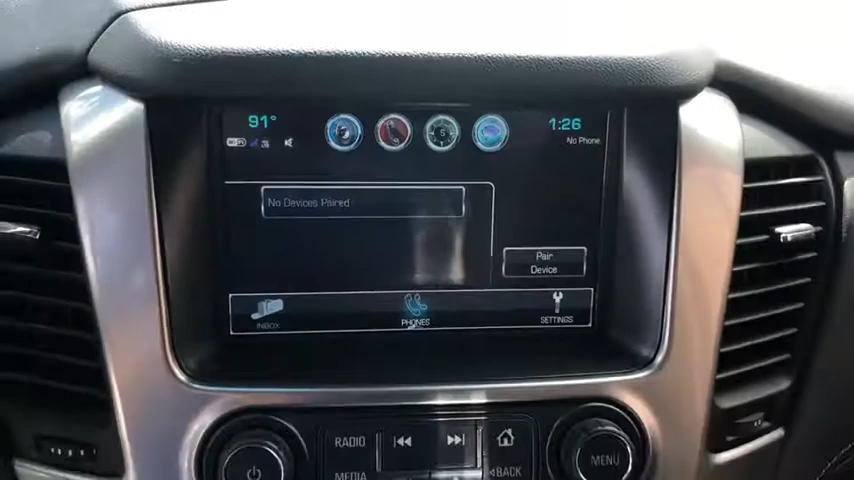 91°
1:26
No Phone
No Devices Paired
Pair
Device
INBOX
PHONES
SETTINGS
RADIO
MEDIA
BACK
MENU